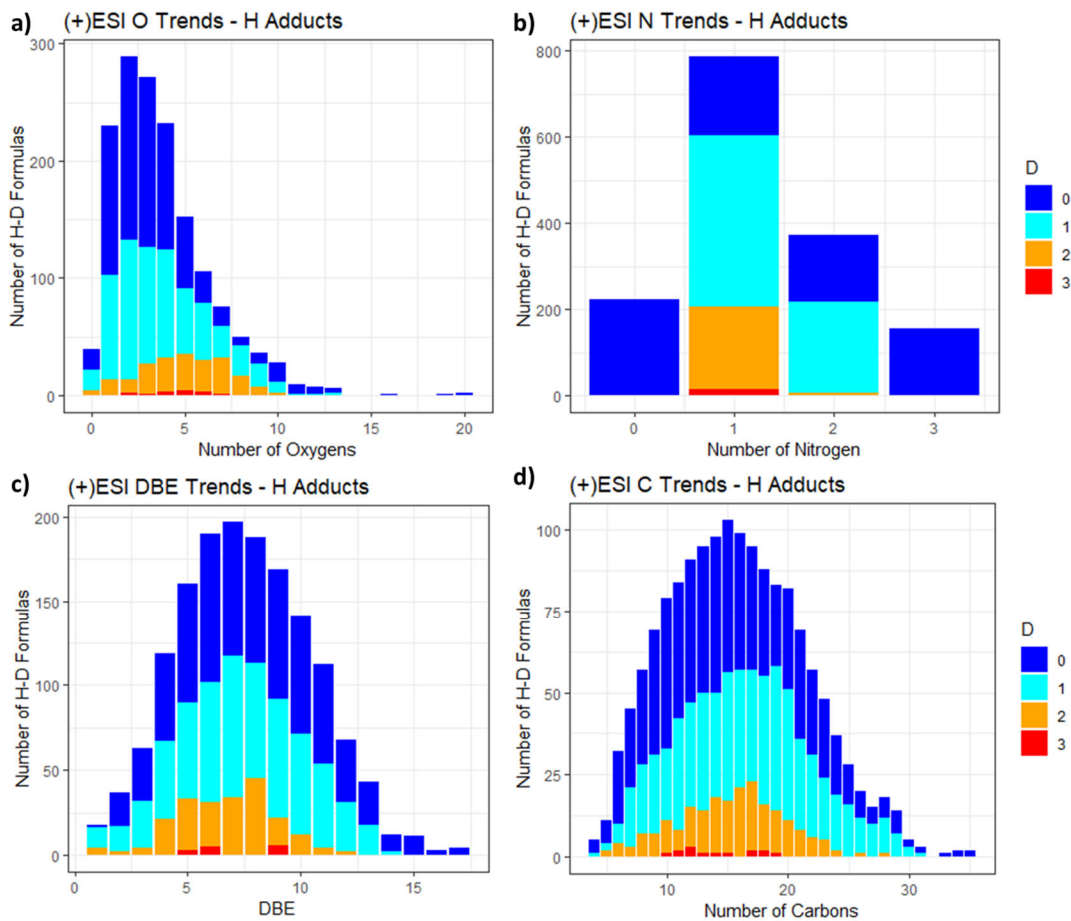 a)
(+)ESI O Trends - H Adducts
Number of H-D Formulas
300
200
100
0
0 5 10 15 20
Number of Oxygens
b)
(+)ESI N Trends - H Adducts
Number of H-D Formulas
800
600
400
200
0
0 1 2 3
Number of Nitrogen
D
0
1
2
3
c)
(+)ESI DBE Trends - H Adducts
Number of H-D Formulas
200
150
100
50
0
0 5 10 15
DBE
d)
(+)ESI C Trends - H Adducts
Number of H-D Formulas
100
75
50
25
0
10 20 30
Number of Carbons
D
0
1
2
3